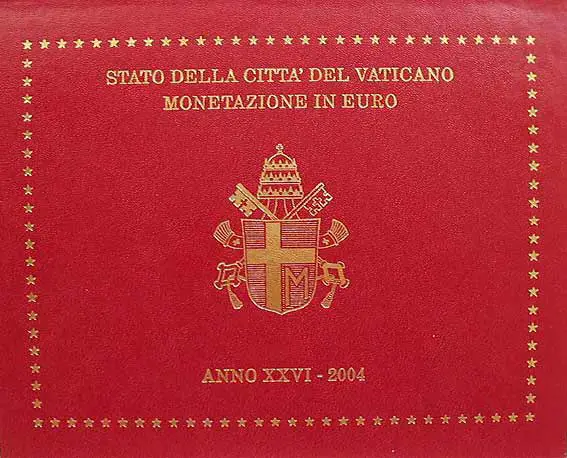 STATO DELLA CITTA' DEL VATICANO
MONETAZIONE IN EURO
M
ANNO XXVI - 2004